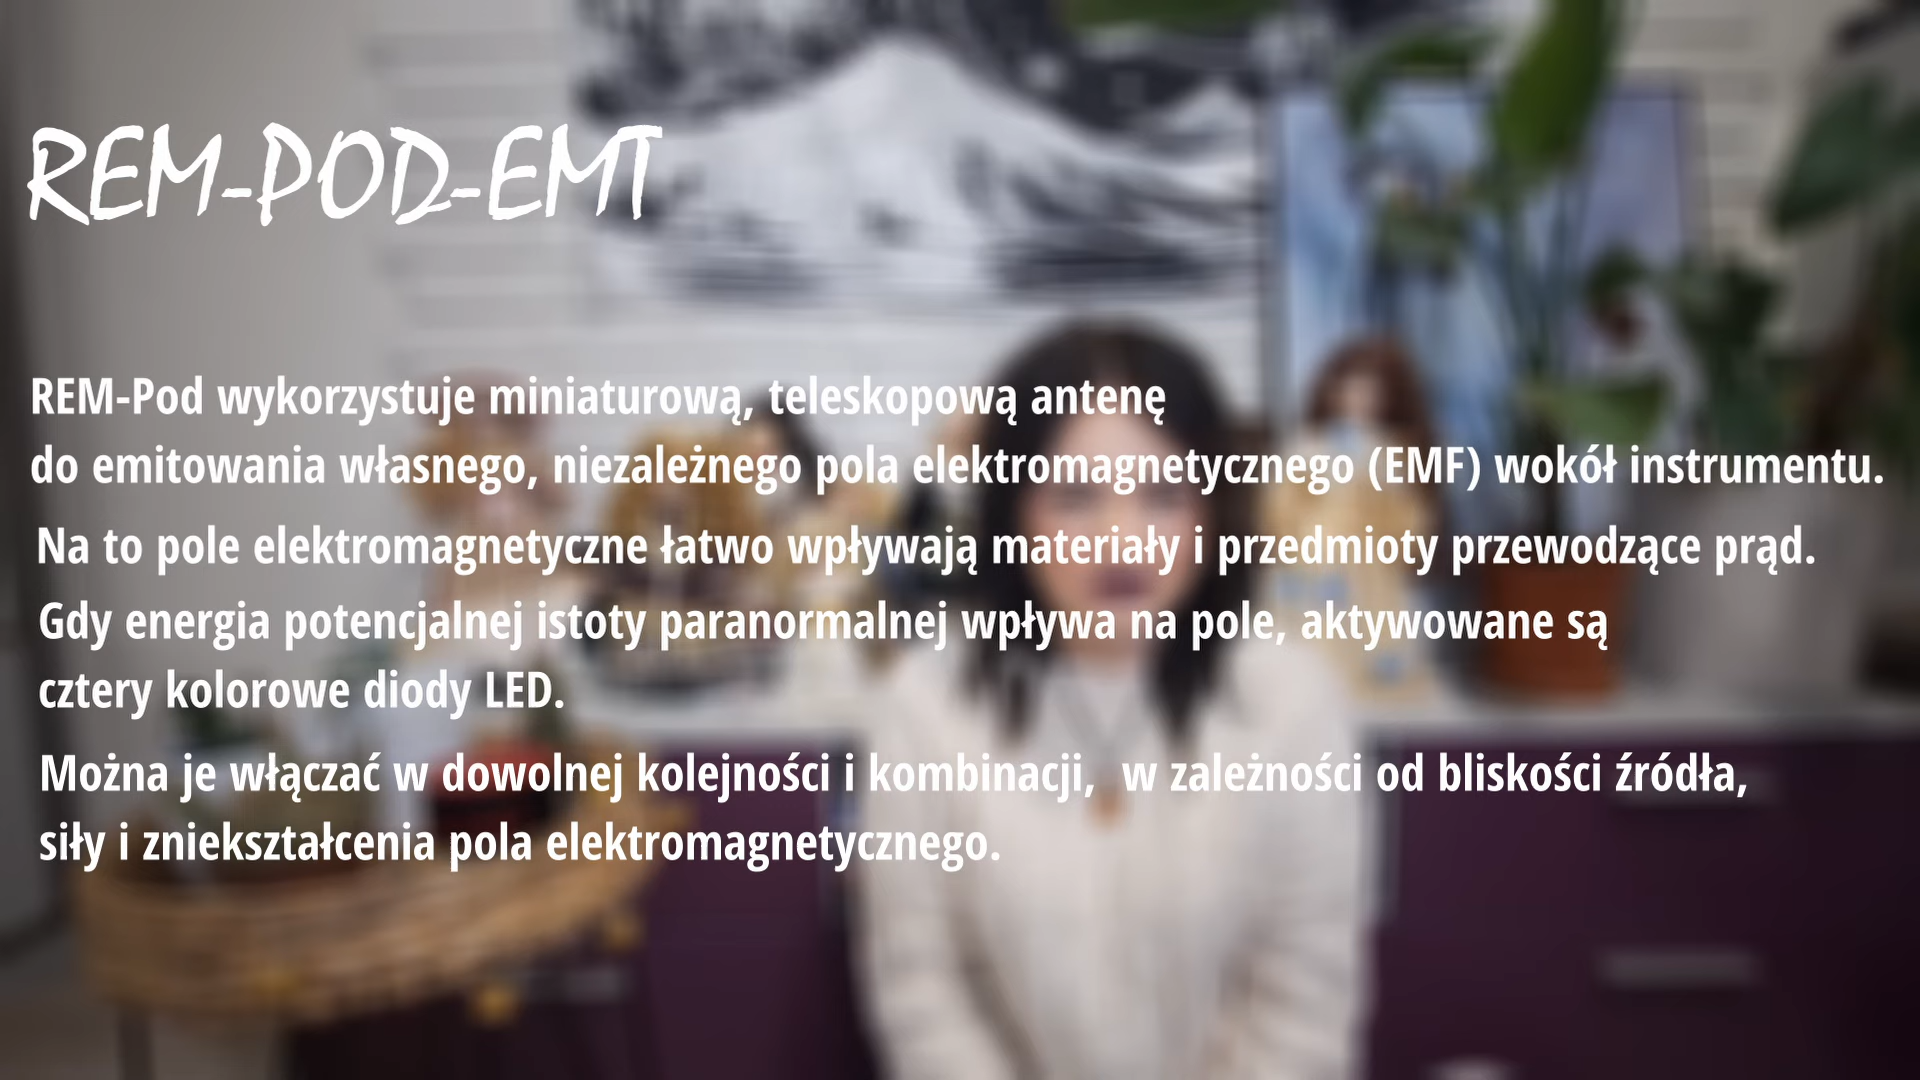 REM-POD-EMT
REM-Pod wykorzystuje miniaturową, teleskopową antenę
do emitowania własnego, niezależnego pola elektromagnetycznego (EMF) wokół instrumentu.
Na to pole elektromagnetyczne łatwo wpływają materiały i przedmioty przewodzące prąd.
Gdy energia potencjalnej istoty paranormalnej wpływa na pole, aktywowane są
cztery kolorowe diody LED.
Można je włączać w dowolnej kolejności i kombinacji,  w zależności od bliskości źródła,
siły i zniekształcenia pola elektromagnetycznego.